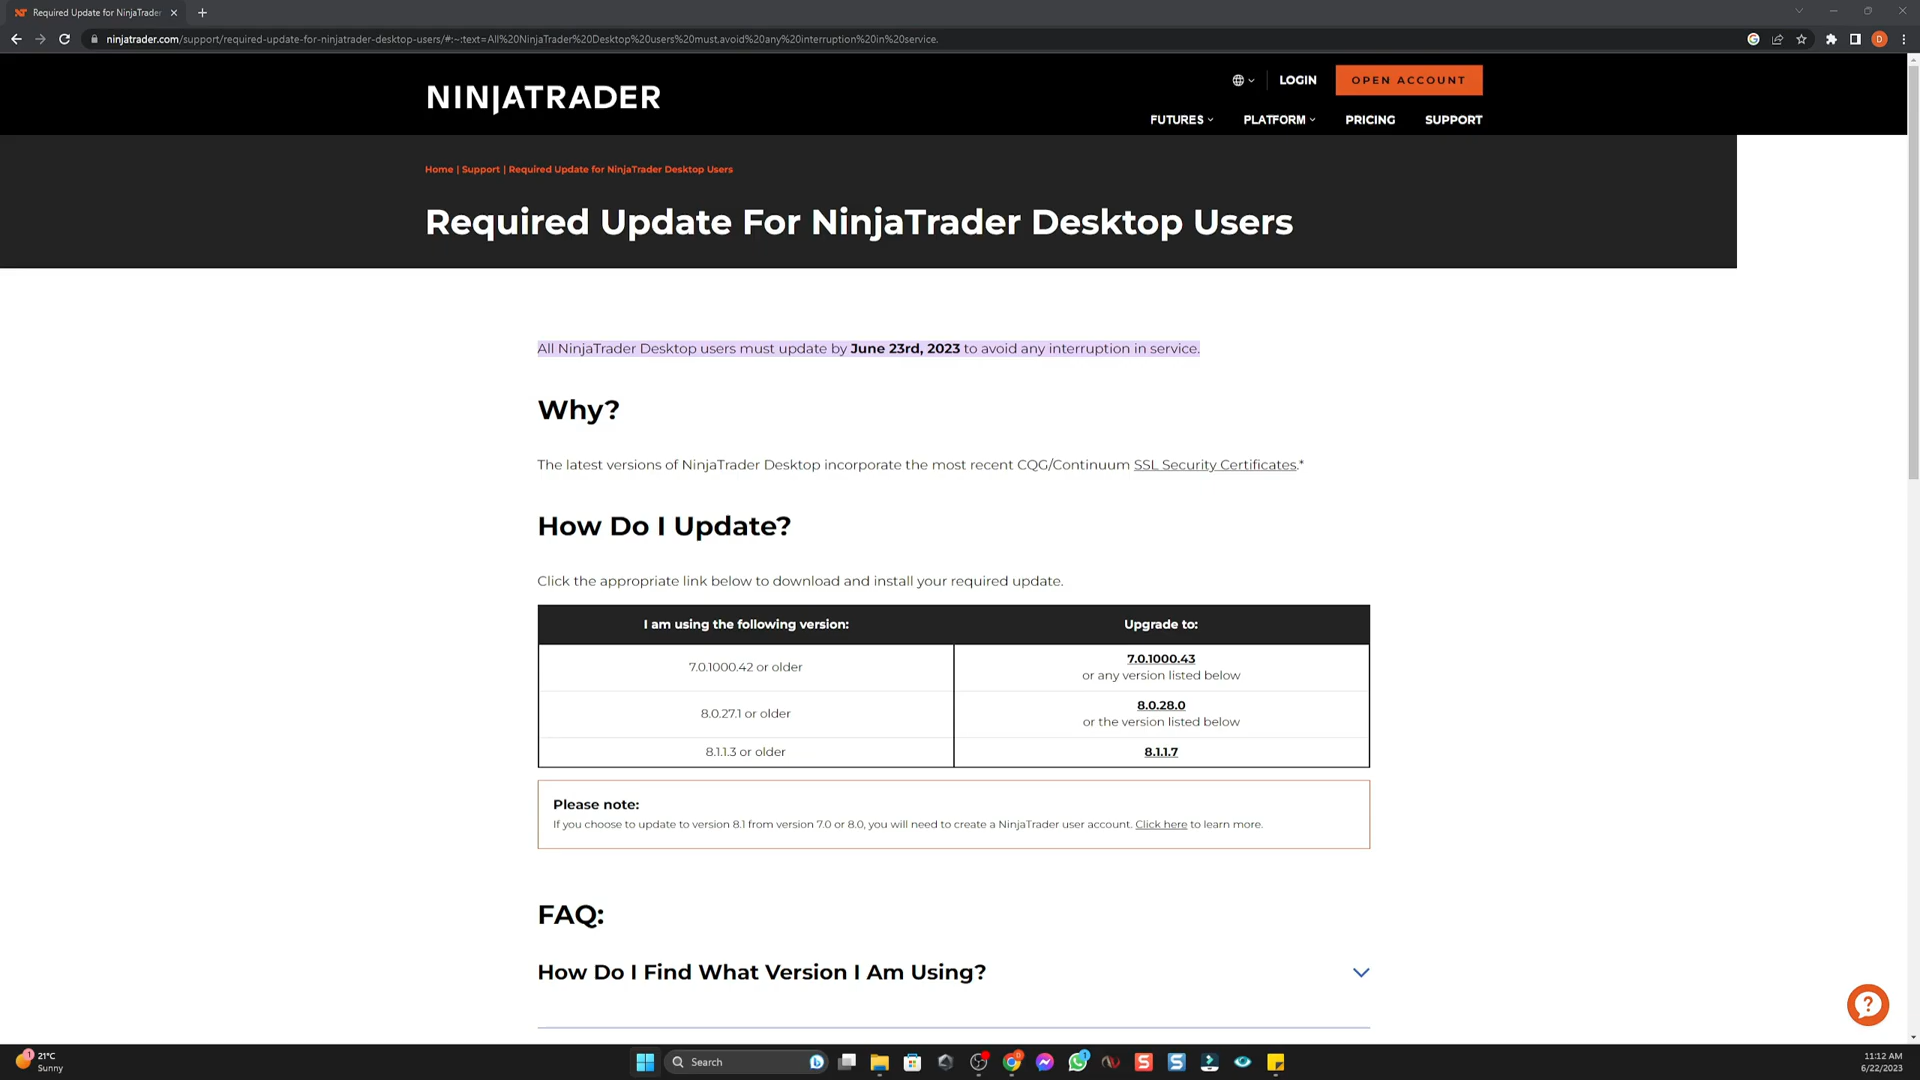 Required Update for NinjaTrader
ninjatrader.com/support/required-update-for-ninjatrader-desktop-users/#:~:text=All%20NinjaTrader%20Desktop%20users%20must,avoid%20any%20interruption%20in%20service.
D
NINJATRADER
LOGIN
OPEN ACCOUNT
FUTURES
PLATFORM
PRICING
SUPPORT
Home | Support | Required Update for NinjaTrader Desktop Users
Required Update For NinjaTrader Desktop Users
All NinjaTrader Desktop users must update by June 23rd, 2023 to avoid any interruption in service.
Why?
The latest versions of NinjaTrader Desktop incorporate the most recent CQG/Continuum SSL Security Certificates.*
How Do I Update?
Click the appropriate link below to download and install your required update.
I am using the following version:
Upgrade to:
7.0.1000.42 or older
7.0.1000.43
or any version listed below
8.0.27.1 or older
8.0.28.0
or the version listed below
8.1.1.3 or older
8.1.1.7
Please note:
If you choose to update to version 8.1 from version 7.0 or 8.0, you will need to create a NinjaTrader user account. Click here to learn more.
FAQ:
How Do I Find What Version I Am Using?
21°C
Sunny
Search
11:12 AM
6/22/2023